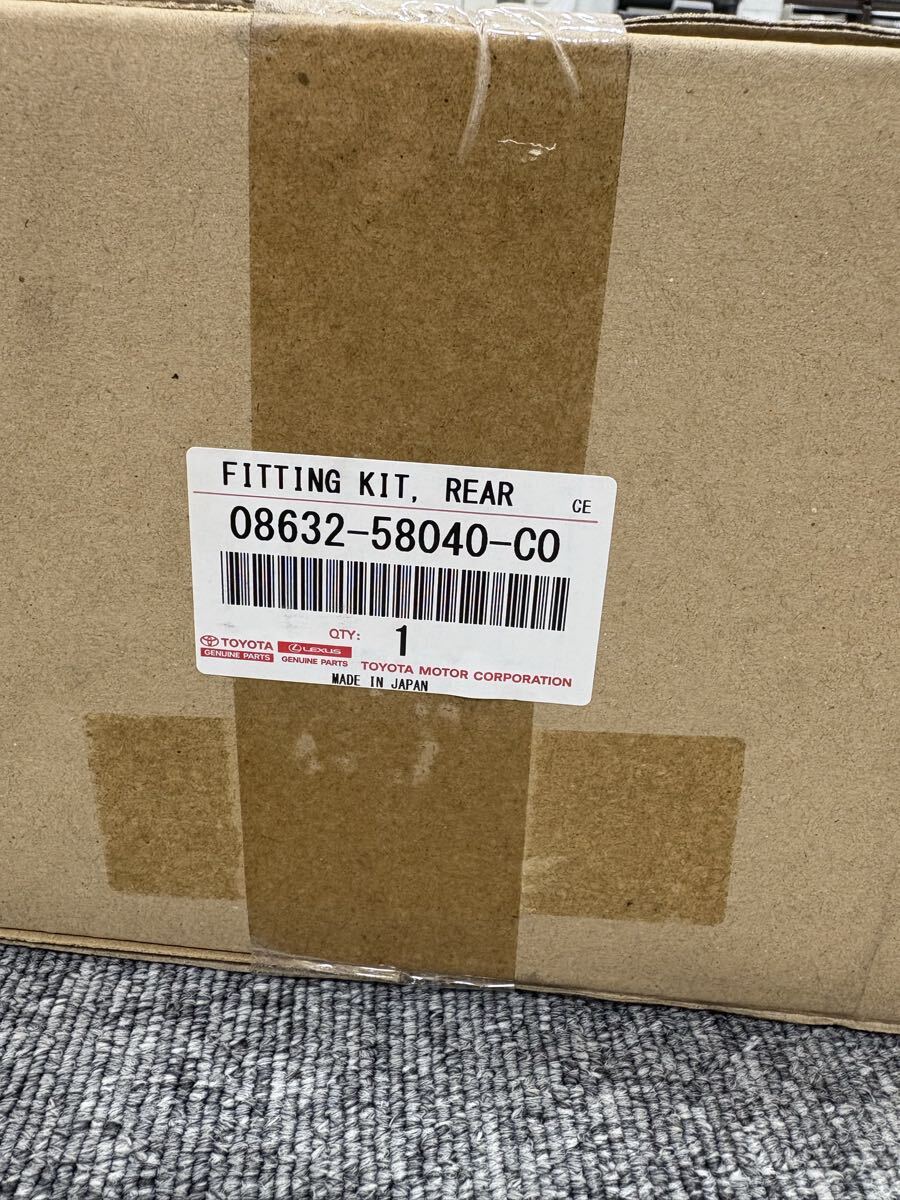 FITTING KIT, REAR
CE
08632-58040-C0
QTY: 1
TOYOTA
GENUINE PARTS
LEXUS
GENUINE PARTS
TOYOTA MOTOR CORPORATION
MADE IN JAPAN